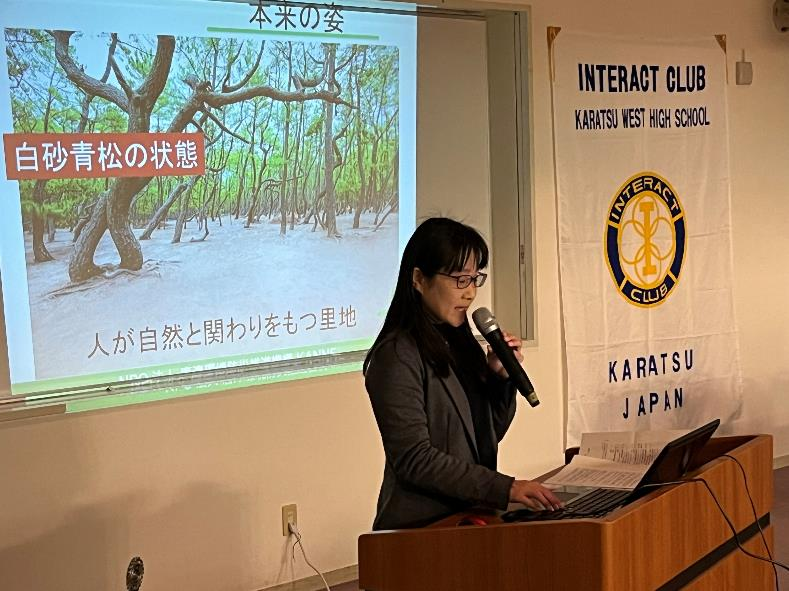 本来の姿
白砂青松の状態
人が自然と関わりをもつ里地
INTERACT CLUB
KARATSU WEST HIGH SCHOOL
INTERACT
CLUB
KARATSU
JAPAN